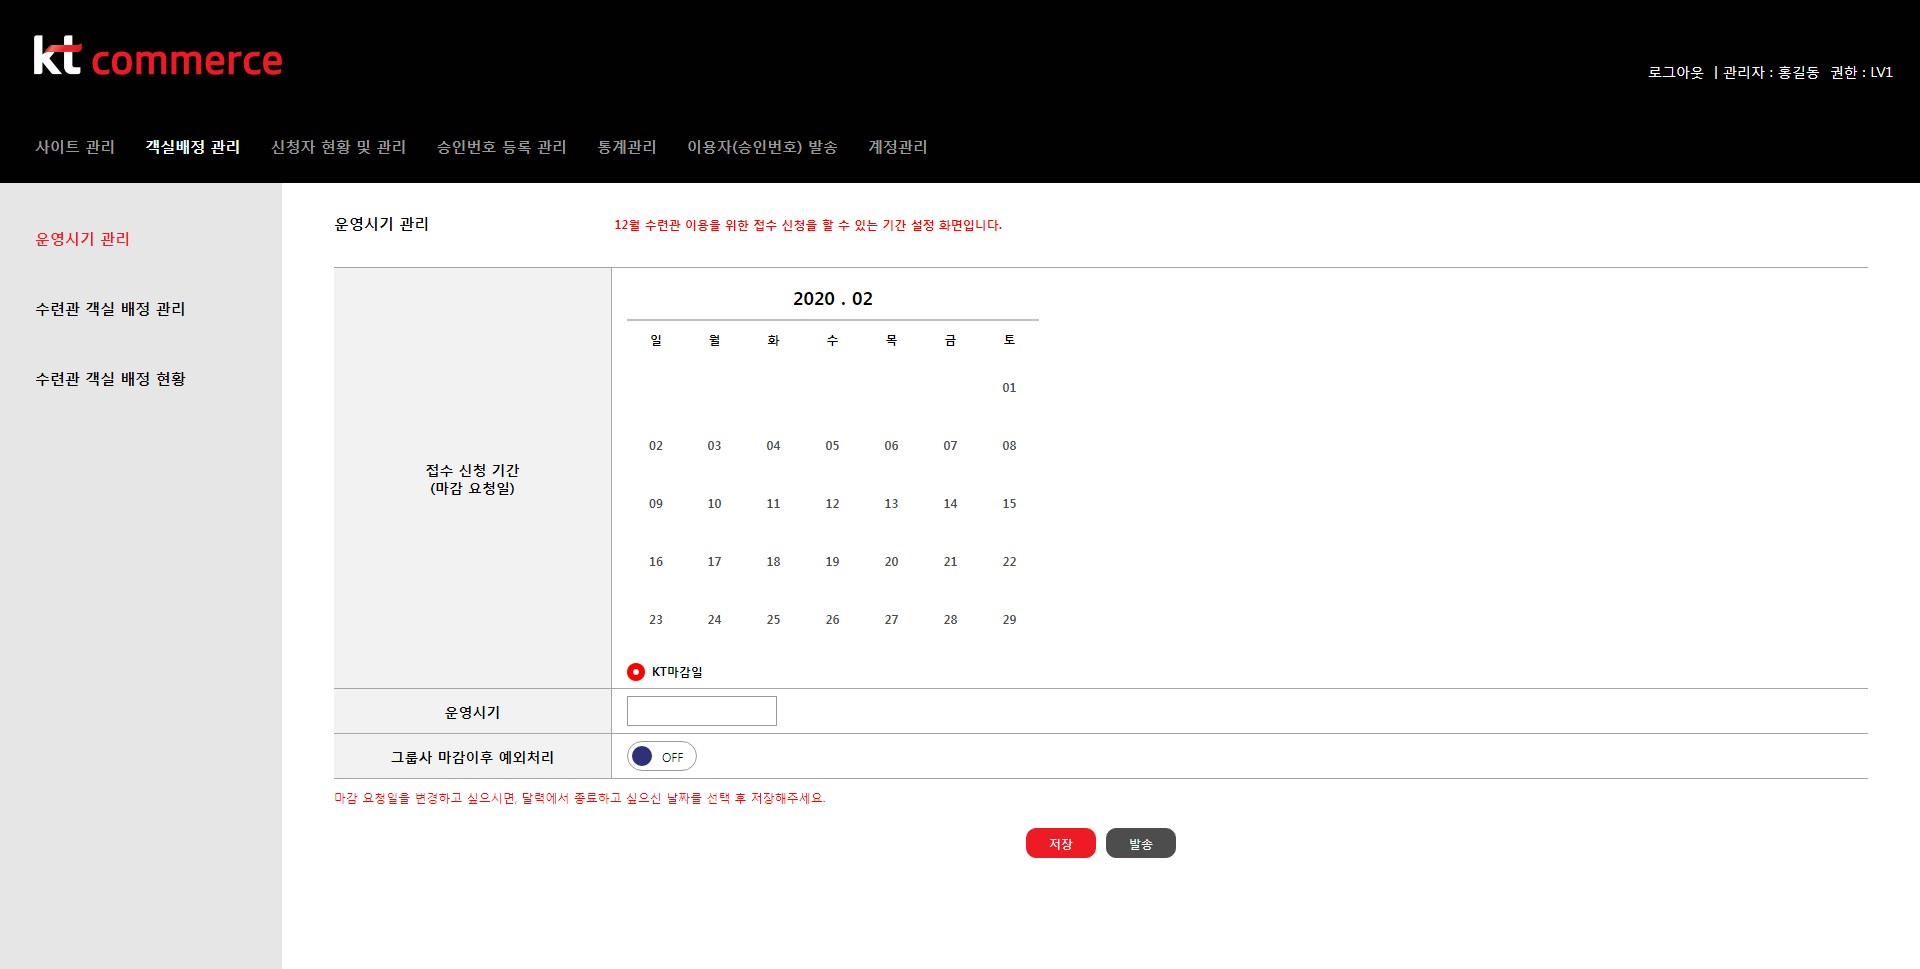 kt commerce
로그아웃 | 관리자 : 홍길동 권한 : LV1
사이트 관리 객실배정 관리 신청자 현황 및 관리 승인번호 등록 관리 통계관리 이용자(승인번호) 발송 계정관리
운영시기 관리
수련관 객실 배정 관리
수련관 객실 배정 현황
운영시기 관리 12월 수련관 이용을 위한 접수 신청을 할 수 있는 기간 설정 화면입니다.
접수 신청 기간
(마감 요청일)
2020 . 02
일 월 화 수 목 금 토
01
02 03 04 05 06 07 08
09 10 11 12 13 14 15
16 17 18 19 20 21 22
23 24 25 26 27 28 29
KT마감일
운영시기
그룹사 마감이후 예외처리 OFF
마감 요청일을 변경하고 싶으시면, 달력에서 종료하고 싶으신 날짜를 선택 후 저장해주세요.
저장 발송